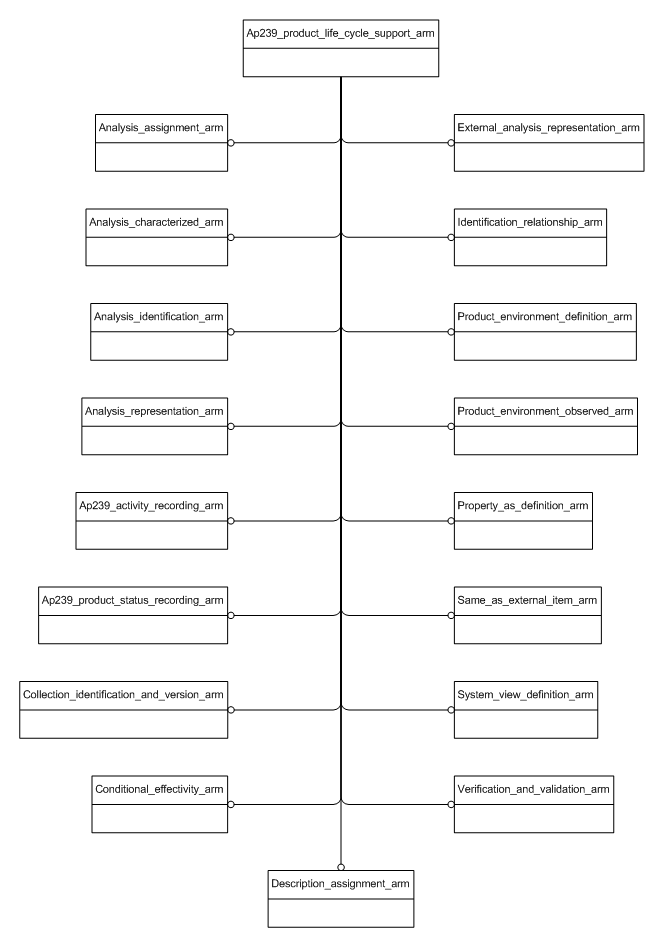 Ap239_product_life_cycle_support_arm
Analysis_assignment_arm
External_analysis_representation_arm
Analysis_characterized_arm
Identification_relationship_arm
Analysis_identification_arm
Product_environment_definition_arm
Analysis_representation_arm
Product_environment_observed_arm
Ap239_activity_recording_arm
Property_as_definition_arm
Ap239_product_status_recording_arm
Same_as_external_item_arm
Collection_identification_and_version_arm
System_view_definition_arm
Conditional_effectivity_arm
Verification_and_validation_arm
Description_assignment_arm